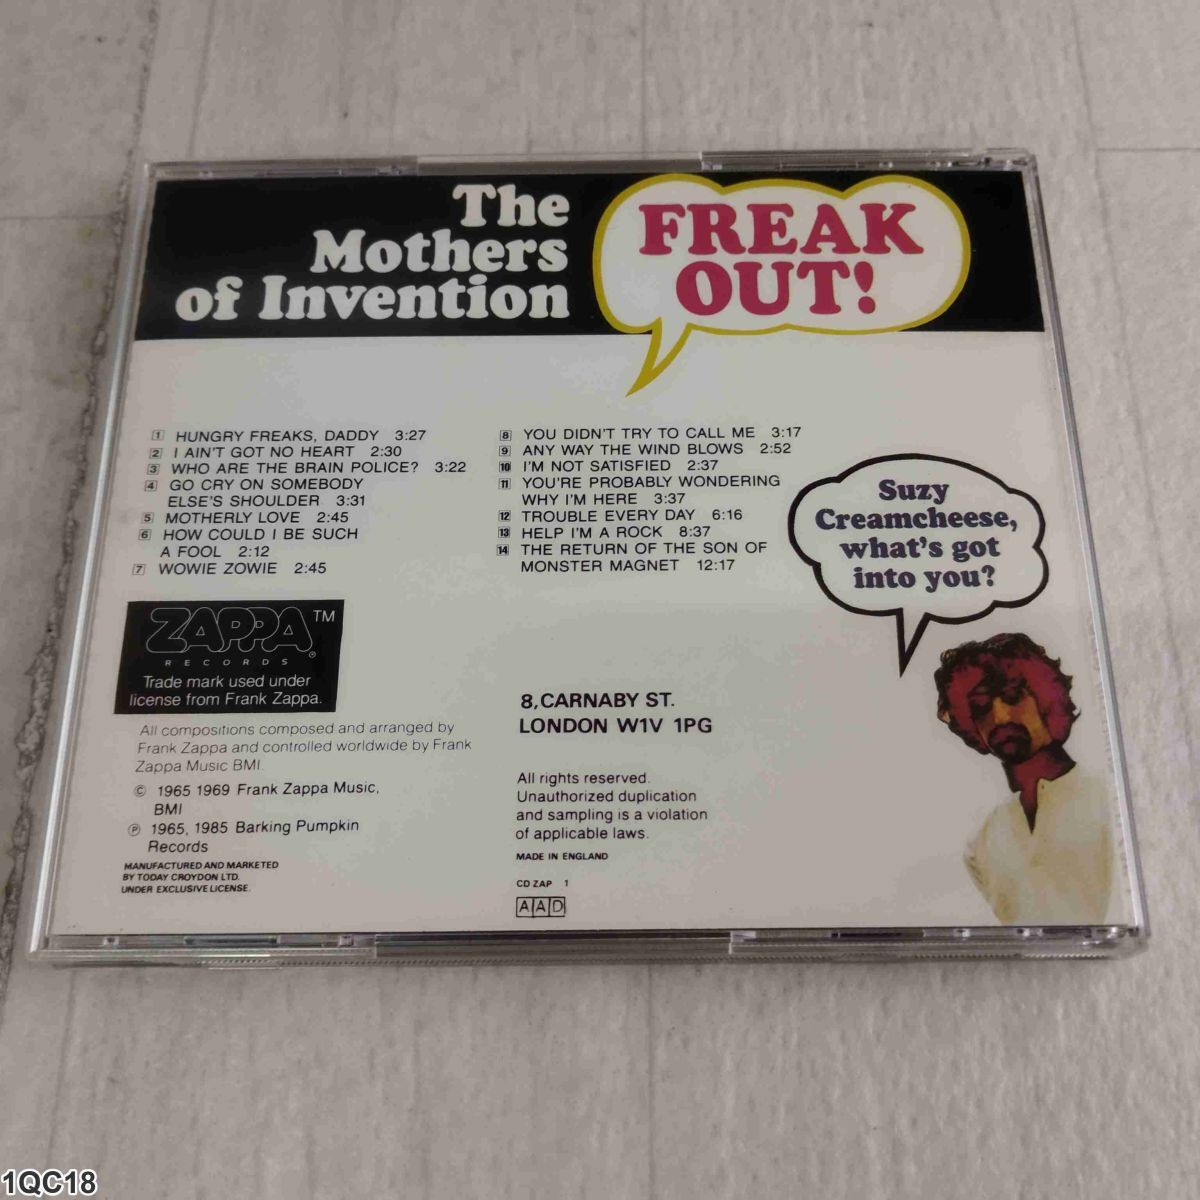 The
Mothers
of Invention
FREAK
OUT!
1 HUNGRY FREAKS, DADDY 3:27
2 I AIN'T GOT NO HEART 2:30
3 WHO ARE THE BRAIN POLICE? 3:22
4 GO CRY ON SOMEBODY
ELSE'S SHOULDER 3:31
5 MOTHERLY LOVE 2:45
6 HOW COULD I BE SUCH
A FOOL 2:12
7 WOWIE ZOWIE 2:45
8 YOU DIDN'T TRY TO CALL ME 3:17
9 ANY WAY THE WIND BLOWS 2:52
10 I'M NOT SATISFIED 2:37
11 YOU'RE PROBABLY WONDERING
WHY I'M HERE 3:37
12 TROUBLE EVERY DAY 6:16
13 HELP I'M A ROCK 8:37
14 THE RETURN OF THE SON OF
MONSTER MAGNET 12:17
Suzy
Creamcheese,
what's got
into you?
ZAPPA TM
RECORDS ®
Trade mark used under
license from Frank Zappa.
All compositions composed and arranged by
Frank Zappa and controlled worldwide by Frank
Zappa Music BMI.
© 1965 1969 Frank Zappa Music,
BMI
℗ 1965, 1985 Barking Pumpkin
Records
MANUFACTURED AND MARKETED
BY TODAY CROYDON LTD.
UNDER EXCLUSIVE LICENSE.
8, CARNABY ST.
LONDON W1V 1PG
All rights reserved.
Unauthorized duplication
and sampling is a violation
of applicable laws.
MADE IN ENGLAND
CD ZAP 1
AAD
1QC18